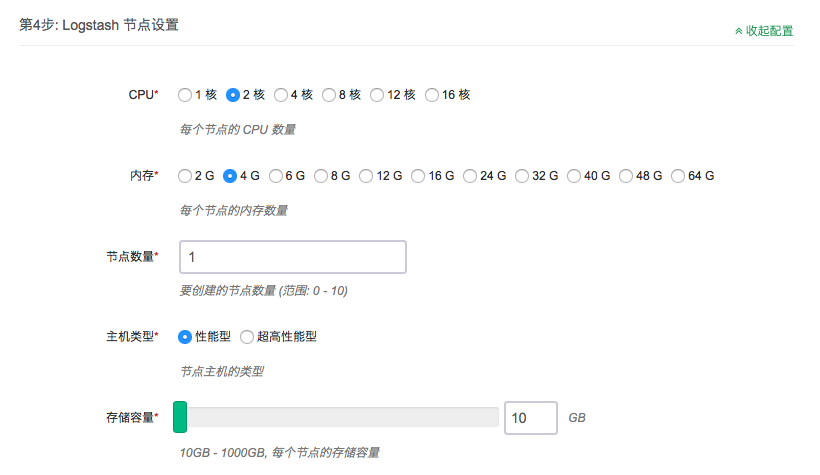 第4步: Logstash 节点设置
收起配置
CPU* 1 核 2 核 4 核 8 核 12 核 16 核
每个节点的 CPU 数量
内存* 2 G 4 G 6 G 8 G 12 G 16 G 24 G 32 G 40 G 48 G 64 G
每个节点的内存数量
节点数量* 1
要创建的节点数量 (范围: 0 - 10)
主机类型* 性能型 超高性能型
节点主机的类型
存储容量* 10 GB
10GB - 1000GB, 每个节点的存储容量